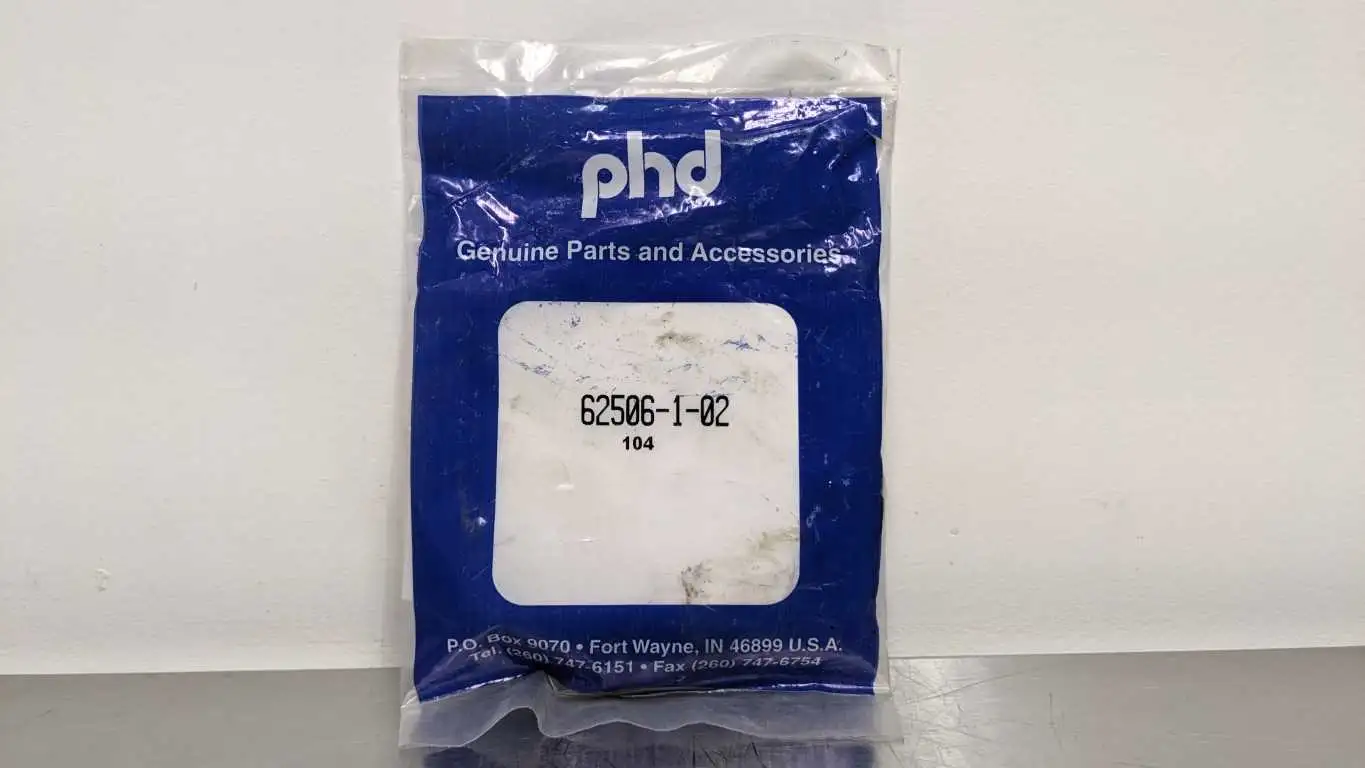 phd
Genuine Parts and Accessories
62506-1-02
104
P.O. Box 9070 • Fort Wayne, IN 46899 U.S.A.
Tel. (260) 747-6151 • Fax (260) 747-6754